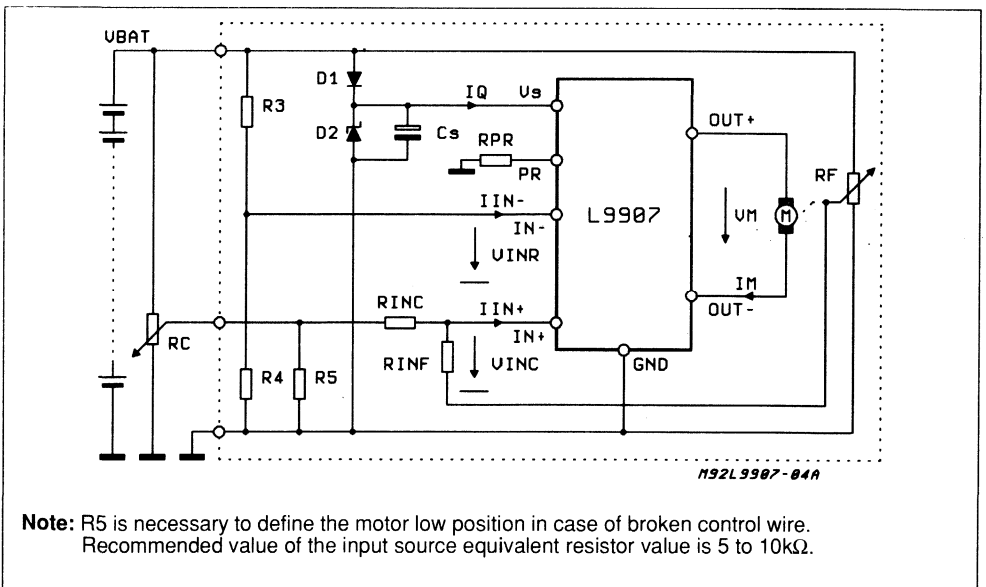 VBAT
D1
IQ
Vs
R3
OUT+
D2
Cs
RPR
RF
PR
IIN-
L9907
M
VM
IN-
VINR
IM
RINC
IIN+
OUT-
RC
IN+
RINF
GND
R4
R5
VINC
M92L9907-04A
Note: R5 is necessary to define the motor low position in case of broken control wire.
Recommended value of the input source equivalent resistor value is 5 to 10kΩ.